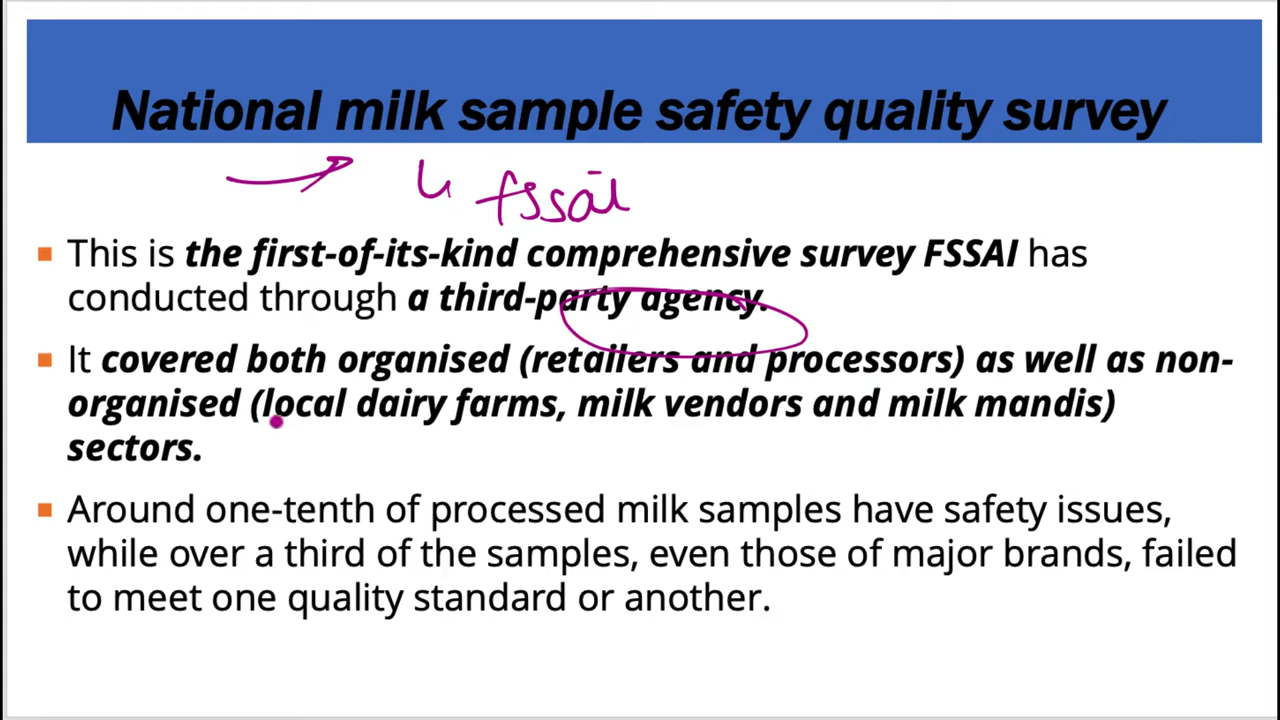 National milk sample safety quality survey
fssai
This is the first-of-its-kind comprehensive survey FSSAI has
conducted through a third-party agency.
It covered both organised (retailers and processors) as well as non-
organised (local dairy farms, milk vendors and milk mandis)
sectors.
Around one-tenth of processed milk samples have safety issues,
while over a third of the samples, even those of major brands, failed
to meet one quality standard or another.